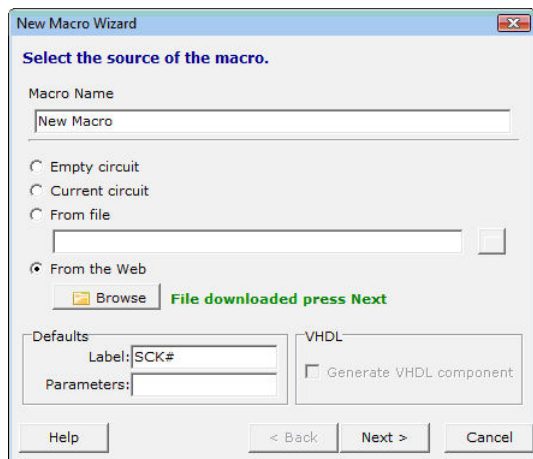 New Macro Wizard
Select the source of the macro.
Macro Name
New Macro
Empty circuit
Current circuit
From file
From the Web
Browse File downloaded press Next
Defaults
Label: SCK#
Parameters:
VHDL
Generate VHDL component
Help < Back Next > Cancel